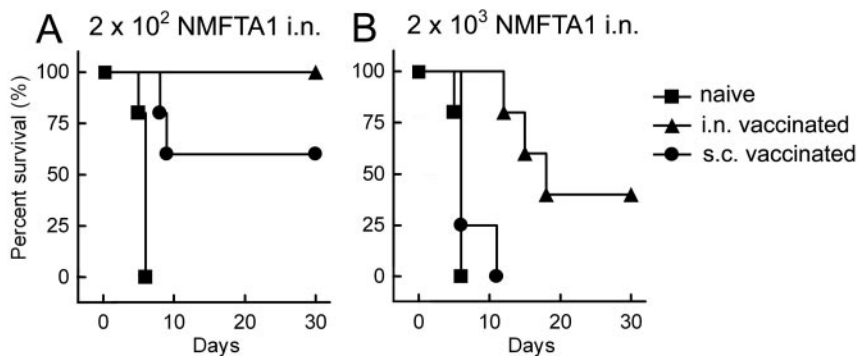 A 2 x 10² NMFTA1 i.n.
B 2 x 10³ NMFTA1 i.n.
Percent survival (%)
100
75
50
25
0
0 10 20 30
Days
100
75
50
25
0
0 10 20 30
Days
naive
i.n. vaccinated
s.c. vaccinated